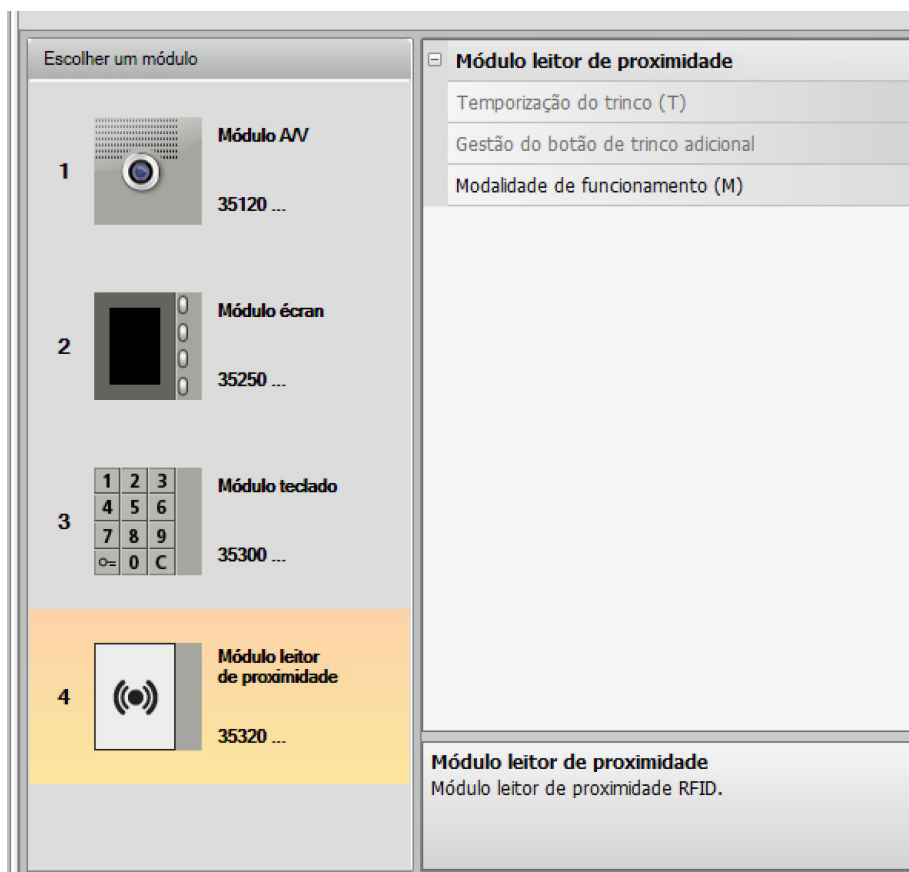 Escolher um módulo
1
Módulo A/V
35120 ...
2
Módulo écran
35250 ...
3
1 2 3
4 5 6
7 8 9
0 C
Módulo teclado
35300 ...
4
Módulo leitor
de proximidade
35320 ...
Módulo leitor de proximidade
Temporização do trinco (T)
Gestão do botão de trinco adicional
Modalidade de funcionamento (M)
Módulo leitor de proximidade
Módulo leitor de proximidade RFID.